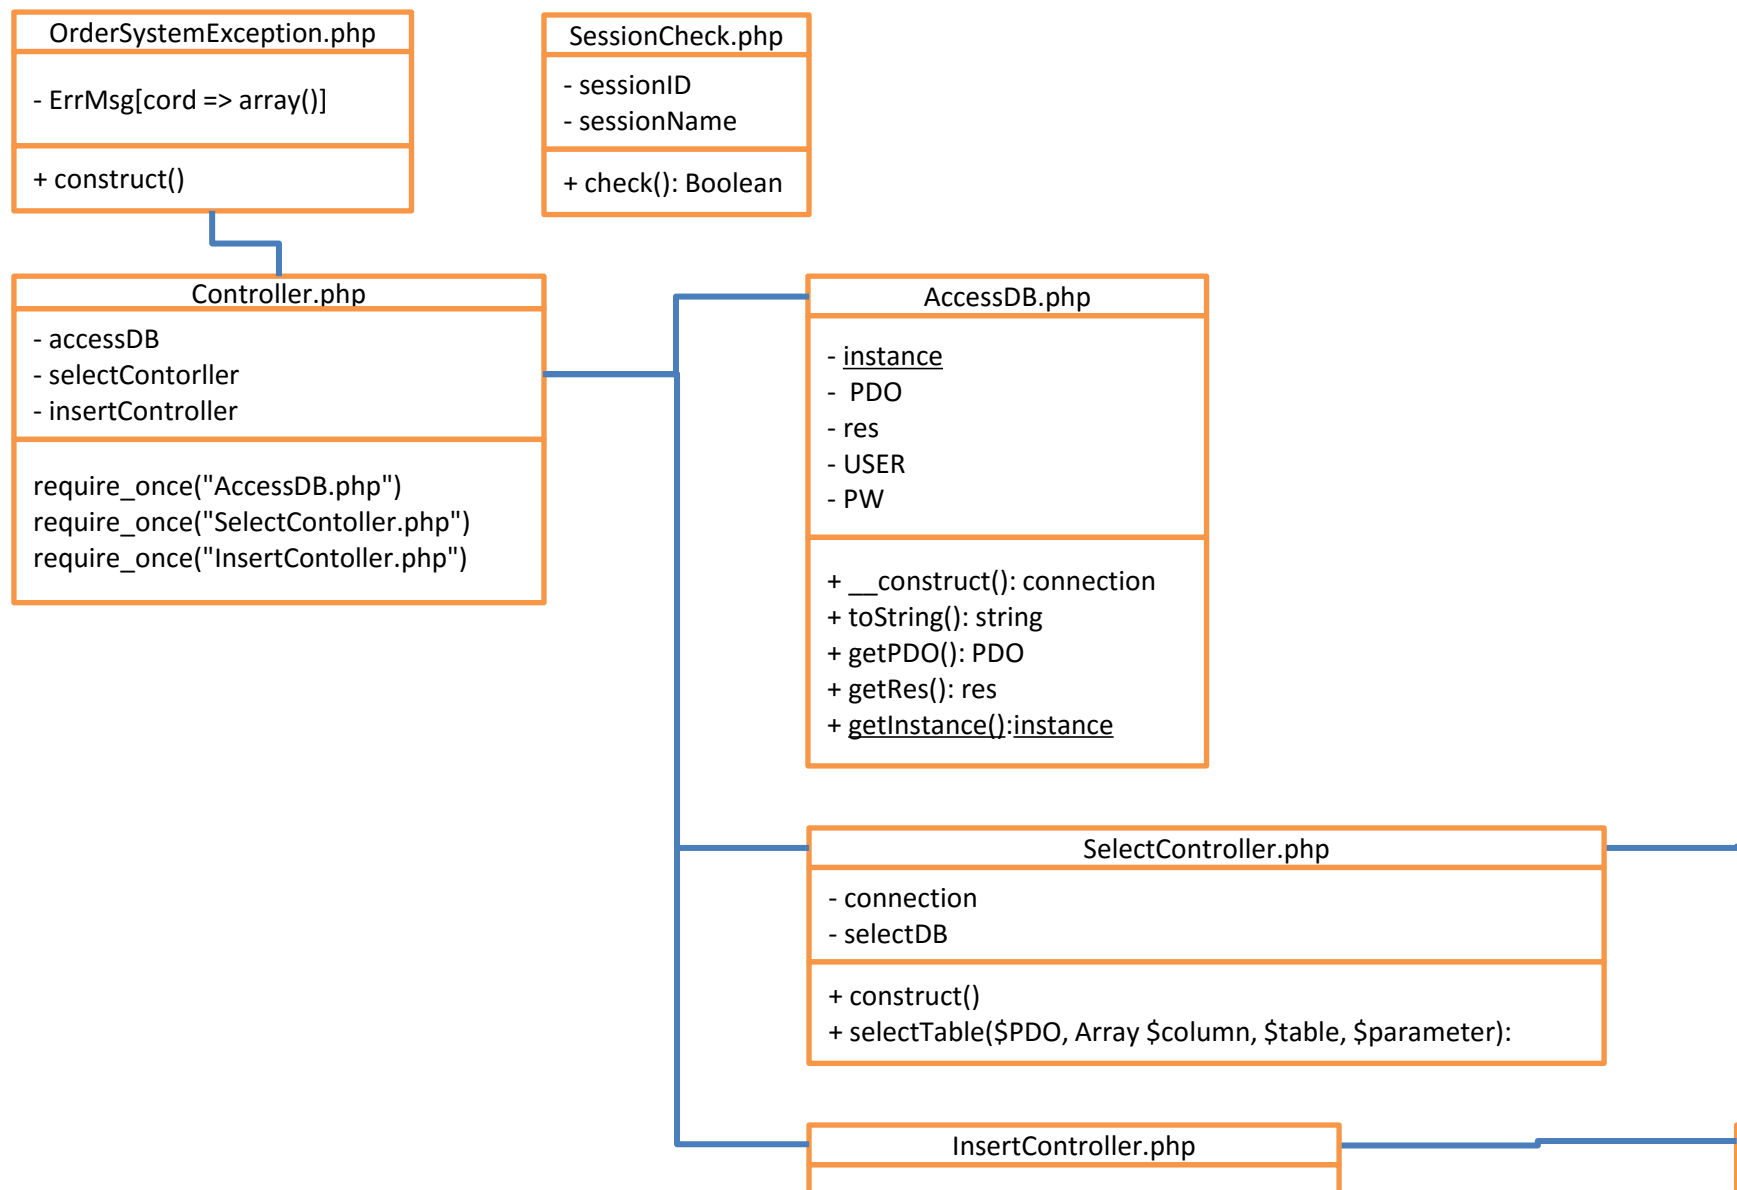 OrderSystemException.php
- ErrMsg[cord => array()]
+ construct()
SessionCheck.php
- sessionID
- sessionName
+ check(): Boolean
Controller.php
- accessDB
- selectContorller
- insertController
require_once("AccessDB.php")
require_once("SelectContoller.php")
require_once("InsertContoller.php")
AccessDB.php
- instance
- PDO
- res
- USER
- PW
+ __construct(): connection
+ toString(): string
+ getPDO(): PDO
+ getRes(): res
+ getInstance():instance
SelectController.php
- connection
- selectDB
+ construct()
+ selectTable($PDO, Array $column, $table, $parameter):
InsertController.php